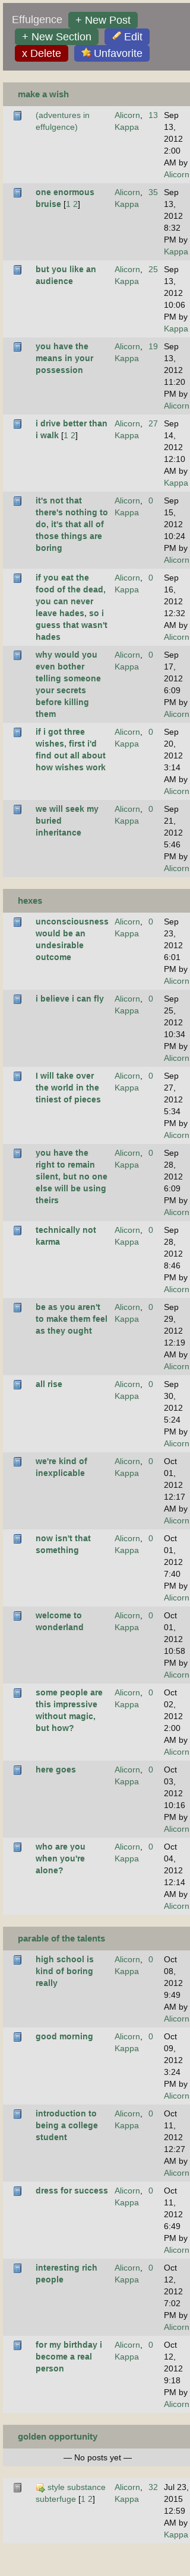 Effulgence + New Post
+ New Section Edit
x Delete Unfavorite
make a wish
(adventures in effulgence) Alicorn, Kappa 13 Sep 13, 2012 2:00 AM by Alicorn
one enormous bruise [1 2] Alicorn, Kappa 35 Sep 13, 2012 8:32 PM by Kappa
but you like an audience Alicorn, Kappa 25 Sep 13, 2012 10:06 PM by Kappa
you have the means in your possession Alicorn, Kappa 19 Sep 13, 2012 11:20 PM by Alicorn
i drive better than i walk [1 2] Alicorn, Kappa 27 Sep 14, 2012 12:10 AM by Kappa
it's not that there's nothing to do, it's that all of those things are boring Alicorn, Kappa 0 Sep 15, 2012 10:24 PM by Alicorn
if you eat the food of the dead, you can never leave hades, so i guess that wasn't hades Alicorn, Kappa 0 Sep 16, 2012 12:32 AM by Alicorn
why would you even bother telling someone your secrets before killing them Alicorn, Kappa 0 Sep 17, 2012 6:09 PM by Alicorn
if i got three wishes, first i'd find out all about how wishes work Alicorn, Kappa 0 Sep 20, 2012 3:14 AM by Alicorn
we will seek my buried inheritance Alicorn, Kappa 0 Sep 21, 2012 5:46 PM by Alicorn
hexes
unconsciousness would be an undesirable outcome Alicorn, Kappa 0 Sep 23, 2012 6:01 PM by Alicorn
i believe i can fly Alicorn, Kappa 0 Sep 25, 2012 10:34 PM by Alicorn
I will take over the world in the tiniest of pieces Alicorn, Kappa 0 Sep 27, 2012 5:34 PM by Alicorn
you have the right to remain silent, but no one else will be using theirs Alicorn, Kappa 0 Sep 28, 2012 6:09 PM by Alicorn
technically not karma Alicorn, Kappa 0 Sep 28, 2012 8:46 PM by Alicorn
be as you aren't to make them feel as they ought Alicorn, Kappa 0 Sep 29, 2012 12:19 AM by Alicorn
all rise Alicorn, Kappa 0 Sep 30, 2012 5:24 PM by Alicorn
we're kind of inexplicable Alicorn, Kappa 0 Oct 01, 2012 12:17 AM by Alicorn
now isn't that something Alicorn, Kappa 0 Oct 01, 2012 7:40 PM by Alicorn
welcome to wonderland Alicorn, Kappa 0 Oct 01, 2012 10:58 PM by Alicorn
some people are this impressive without magic, but how? Alicorn, Kappa 0 Oct 02, 2012 2:00 AM by Alicorn
here goes Alicorn, Kappa 0 Oct 03, 2012 10:16 PM by Alicorn
who are you when you're alone? Alicorn, Kappa 0 Oct 04, 2012 12:14 AM by Alicorn
parable of the talents
high school is kind of boring really Alicorn, Kappa 0 Oct 08, 2012 9:49 AM by Alicorn
good morning Alicorn, Kappa 0 Oct 09, 2012 3:24 PM by Alicorn
introduction to being a college student Alicorn, Kappa 0 Oct 11, 2012 12:27 AM by Alicorn
dress for success Alicorn, Kappa 0 Oct 11, 2012 6:49 PM by Alicorn
interesting rich people Alicorn, Kappa 0 Oct 12, 2012 7:02 PM by Alicorn
for my birthday i become a real person Alicorn, Kappa 0 Oct 12, 2012 9:18 PM by Alicorn
golden opportunity
— No posts yet —
style substance subterfuge [1 2] Alicorn, Kappa 32 Jul 23, 2015 12:59 AM by Kappa